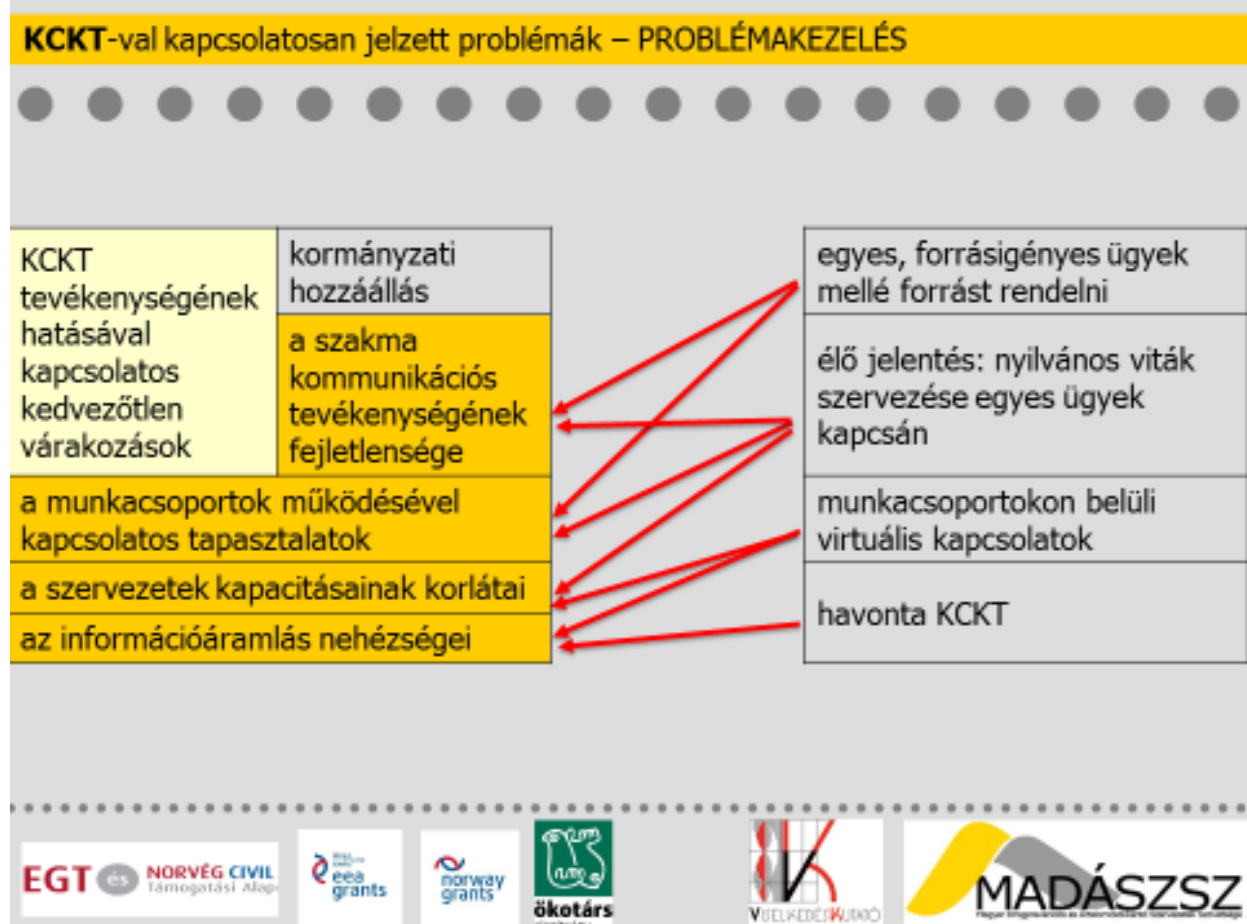 KCKT-val kapcsolatosan jelzett problémák – PROBLÉMAKEZELÉS
KCKT
tevékenységének
hatásával
kapcsolatos
kedvezőtlen
várakozások
kormányzati
hozzáállás
a szakma
kommunikációs
tevékenységének
fejletlensége
a munkacsoportok működésével
kapcsolatos tapasztalatok
a szervezetek kapacitásainak korlátai
az információáramlás nehézségei
egyes, forrásigényes ügyek
mellé forrást rendelni
élő jelentés: nyilvános viták
szervezése egyes ügyek
kapcsán
munkacsoportokon belüli
virtuális kapcsolatok
havonta KCKT
EGT és NORVÉG CIVIL
Támogatási Alap
eea
grants
norway
grants
ökotárs
VISELKEDÉSKUTATÓ
MADÁSZSZ